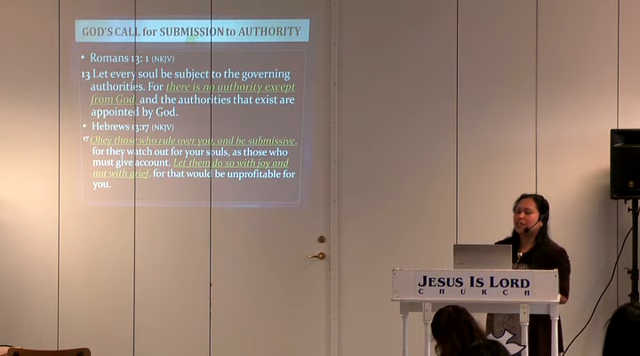 GOD'S CALL for SUBMISSION to AUTHORITY
• Romans 13: 1 (NKJV)
13 Let every soul be subject to the governing
authorities. For there is no authority except
from God, and the authorities that exist are
appointed by God.
• Hebrews 13:17 (NKJV)
17 Obey those who rule over you, and be submissive,
for they watch out for your souls, as those who
must give account. Let them do so with joy and
not with grief, for that would be unprofitable for
you.
JESUS IS LORD
CHURCH